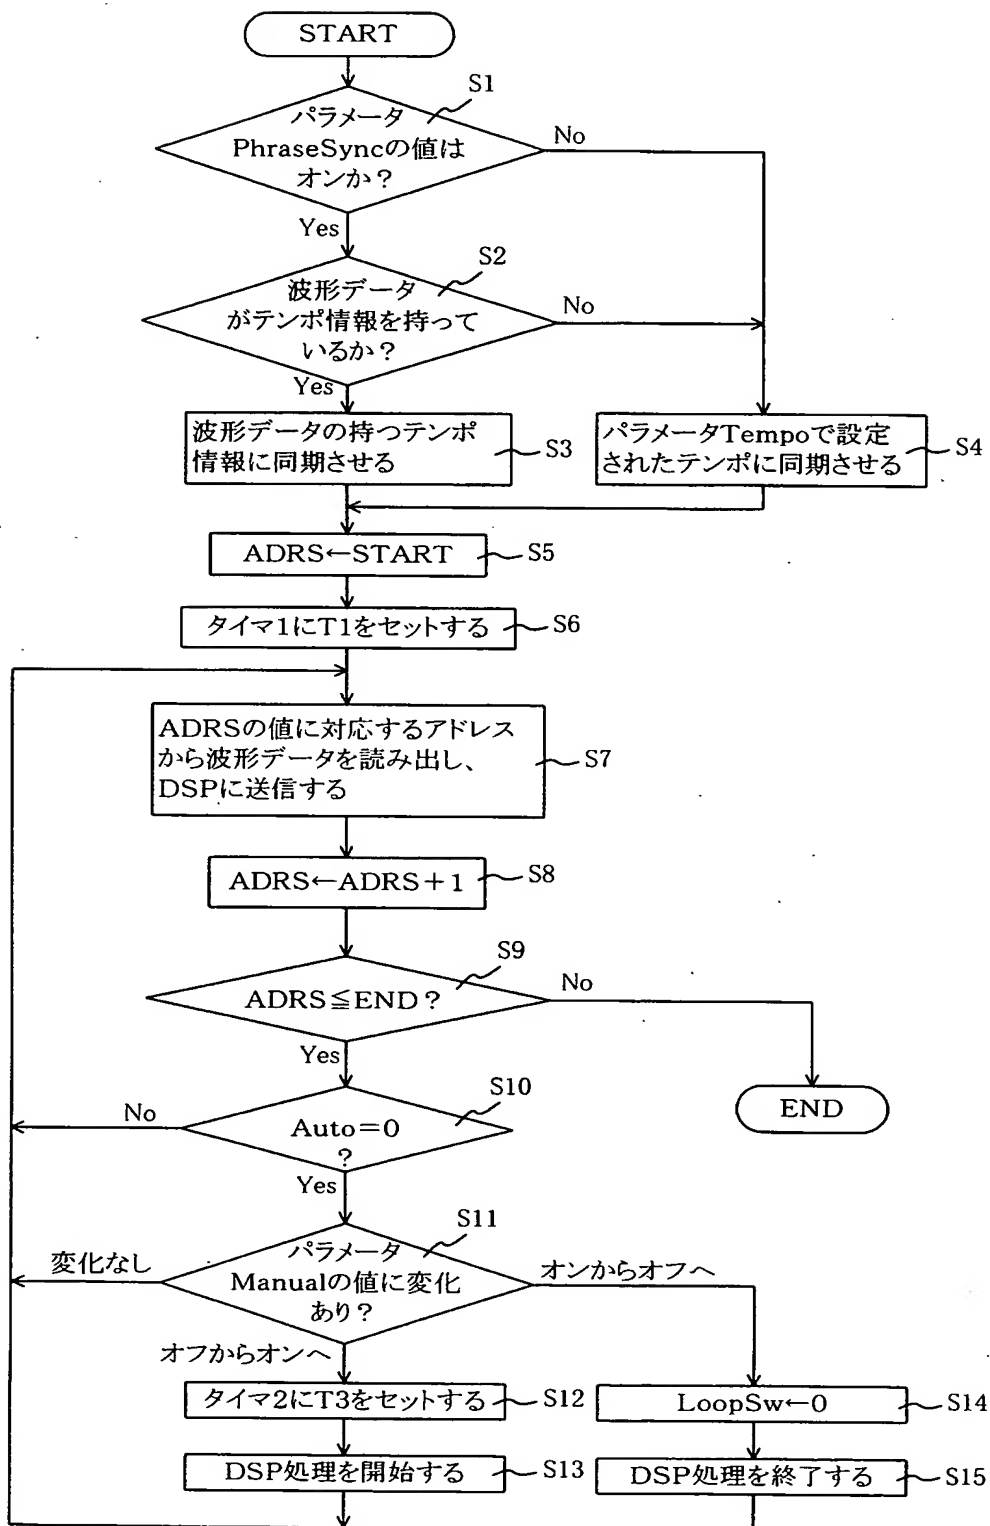 START
S1
パラメータ
PhraseSyncの値は
オンか？
No
Yes
S2
波形データ
がテンポ情報を持って
いるか？
No
Yes
波形データの持つテンポ
情報に同期させる
S3
パラメータTempoで設定
されたテンポに同期させる
S4
ADRS←START
S5
タイマ1にT1をセットする
S6
ADRSの値に対応するアドレス
から波形データを読み出し、
DSPに送信する
S7
ADRS←ADRS＋1
S8
S9
ADRS≦END？
No
Yes
END
S10
No
Auto＝0
？
Yes
S11
変化なし
パラメータ
Manualの値に変化
あり？
オンからオフへ
オフからオンへ
タイマ2にT3をセットする
S12
LoopSw←0
S14
DSP処理を開始する
S13
DSP処理を終了する
S15